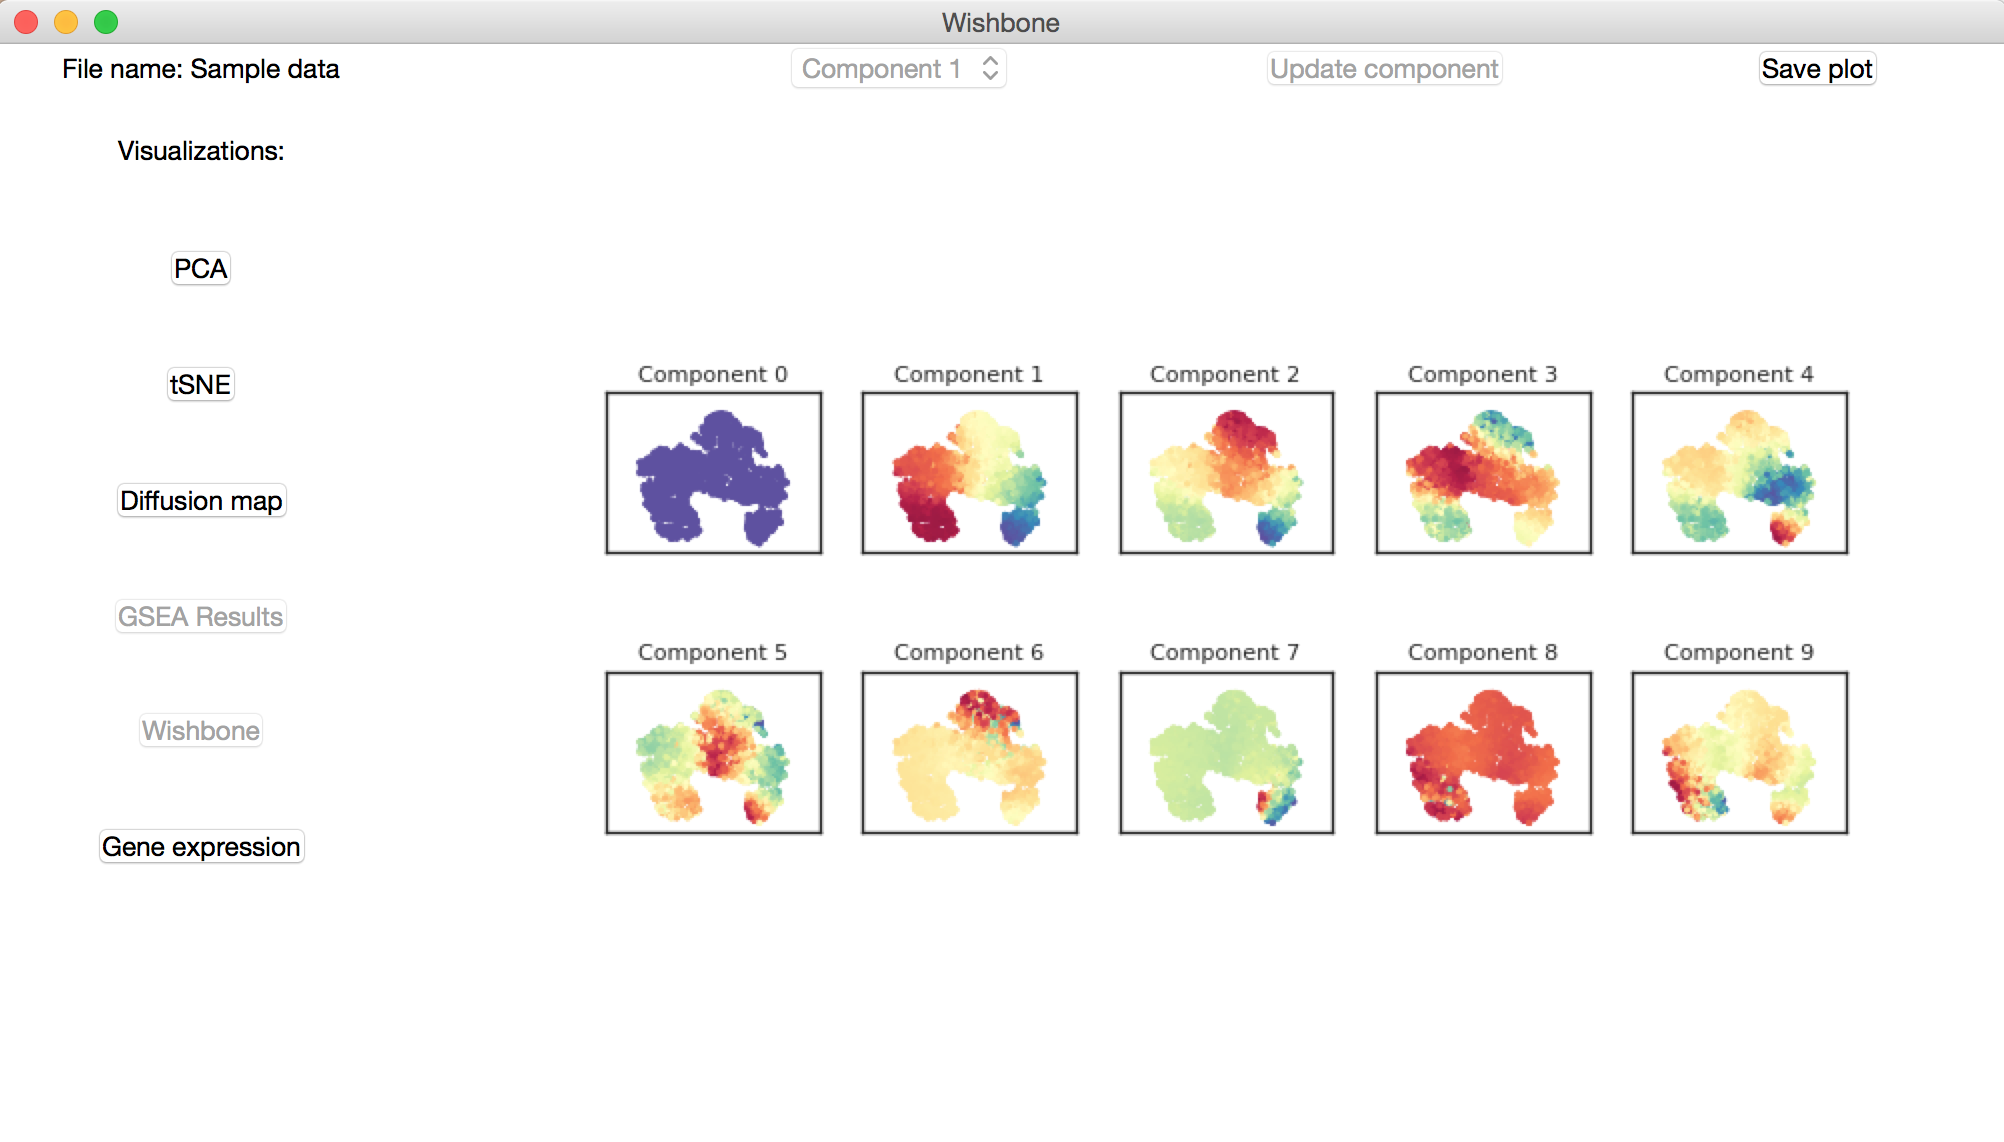 Wishbone
File name: Sample data
Component 1
Update component
Save plot
Visualizations:
PCA
tSNE
Diffusion map
GSEA Results
Wishbone
Gene expression
Component 0
Component 1
Component 2
Component 3
Component 4
Component 5
Component 6
Component 7
Component 8
Component 9